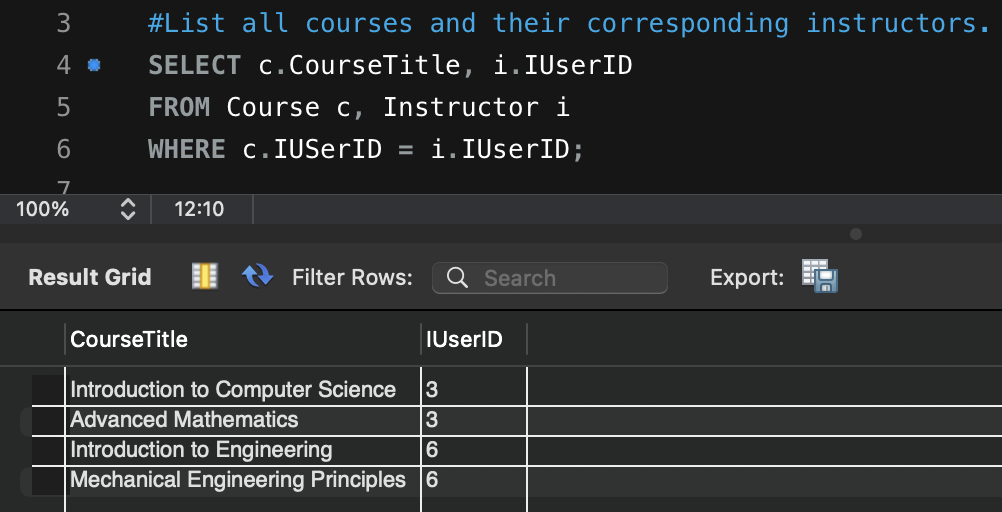 3 #List all courses and their corresponding instructors.
4 SELECT c.CourseTitle, i.IUserID
5 FROM Course c, Instructor i
6 WHERE c.IUSerID = i.IUserID;
7
100% 12:10
Result Grid Filter Rows: Search Export:
CourseTitle IUserID
Introduction to Computer Science 3
Advanced Mathematics 3
Introduction to Engineering 6
Mechanical Engineering Principles 6